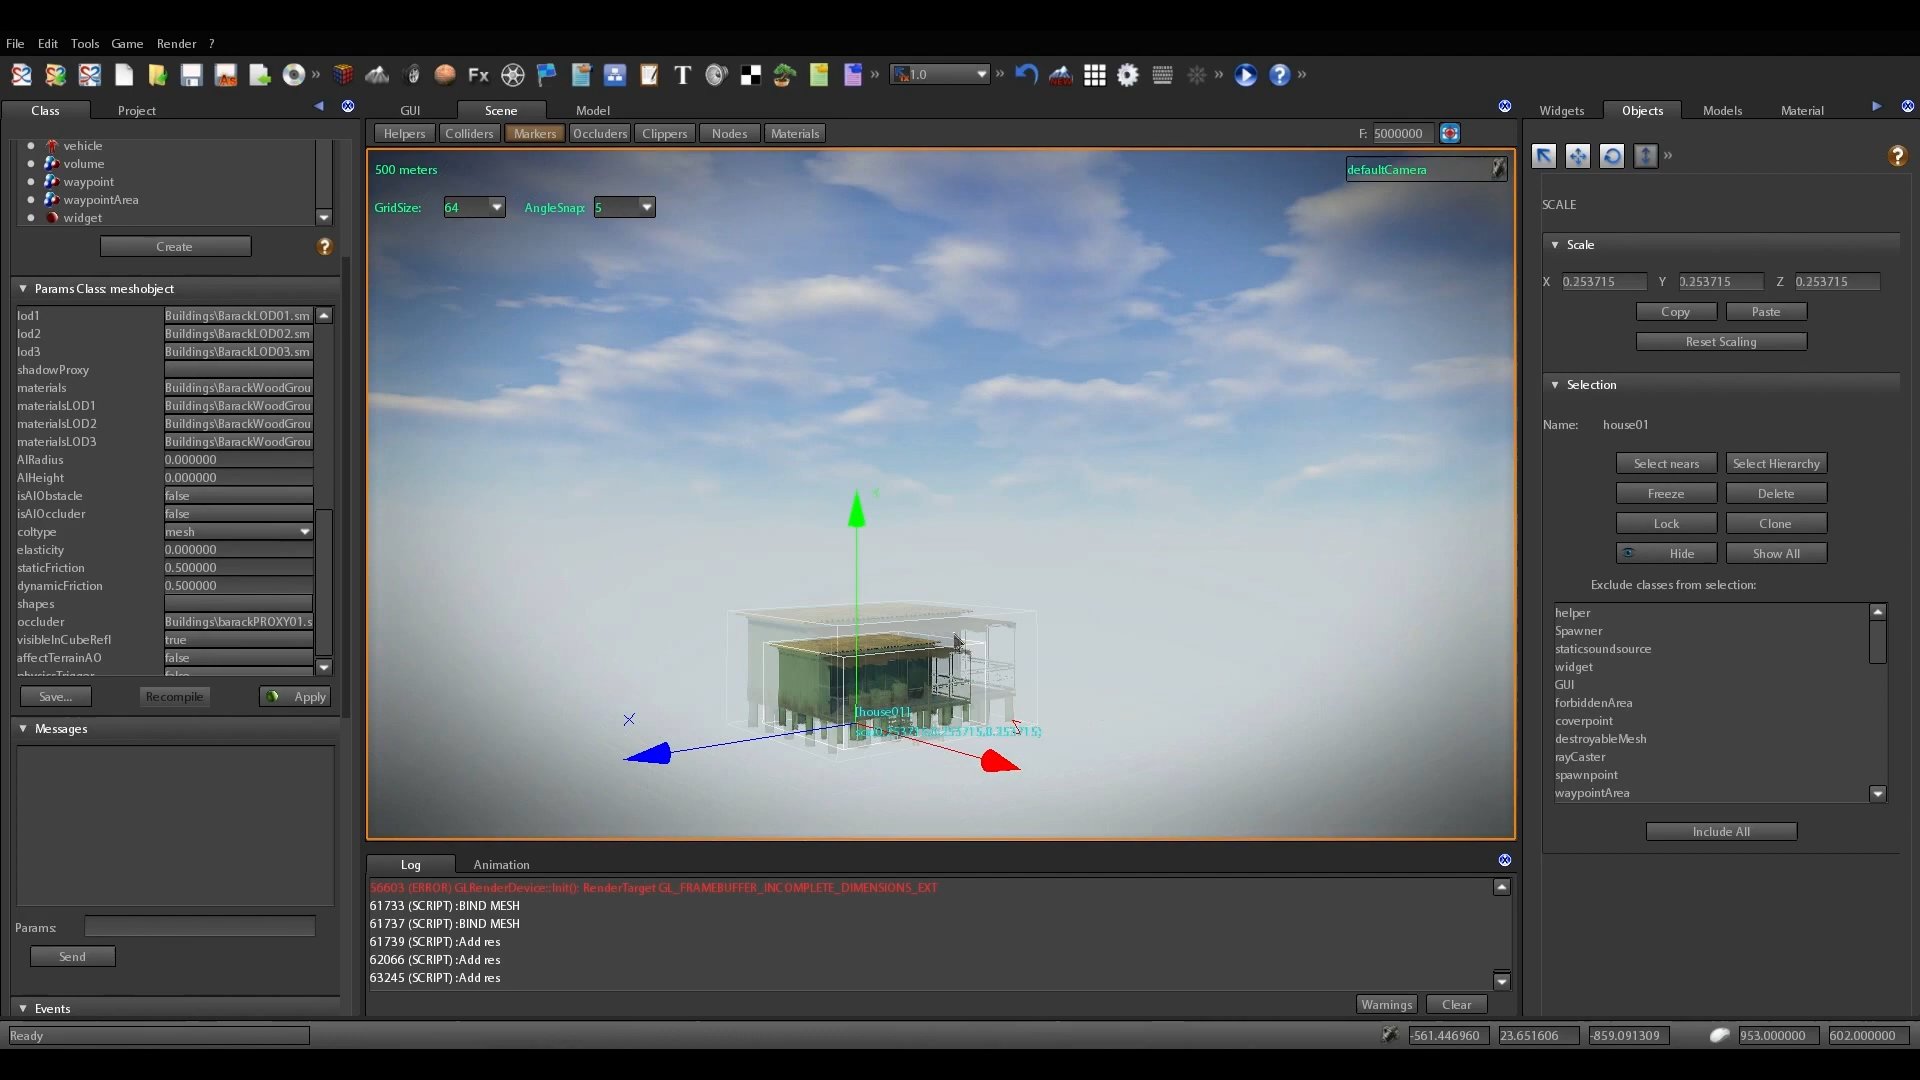 File Edit Tools Game Render ?
Fx T 1.0
Class Project
GUI Scene Model
Widgets Objects Models Material
Helpers Colliders Markers Occluders Clippers Nodes Materials F: 5000000
vehicle
volume
waypoint
waypointArea
widget
Create
Params Class: meshobject
lod1 Buildings\BarackLOD01.sm
lod2 Buildings\BarackLOD02.sm
lod3 Buildings\BarackLOD03.sm
shadowProxy
materials Buildings\BarackWoodGrou
materialsLOD1 Buildings\BarackWoodGrou
materialsLOD2 Buildings\BarackWoodGrou
materialsLOD3 Buildings\BarackWoodGrou
AIRadius 0.000000
AIHeight 0.000000
isAIObstacle false
isAIOccluder false
coltype mesh
elasticity 0.000000
staticFriction 0.500000
dynamicFriction 0.500000
shapes
occluder Buildings\barackPROXY01.s
visibleInCubeRefl true
affectTerrainAO false
Save... Recompile Apply
Messages
Params:
Send
Events
500 meters
defaultCamera
GridSize: 64 AngleSnap: 5
[house01]
Log Animation
56603 (ERROR) GLRenderDevice::Init(): RenderTarget GL_FRAMEBUFFER_INCOMPLETE_DIMENSIONS_EXT
61733 (SCRIPT) :BIND MESH
61737 (SCRIPT) :BIND MESH
61739 (SCRIPT) :Add res
62066 (SCRIPT) :Add res
63245 (SCRIPT) :Add res
Warnings Clear
SCALE
Scale
X 0.253715 Y 0.253715 Z 0.253715
Copy Paste
Reset Scaling
Selection
Name: house01
Select nears Select Hierarchy
Freeze Delete
Lock Clone
Hide Show All
Exclude classes from selection:
helper
Spawner
staticsoundsource
widget
GUI
forbiddenArea
coverpoint
destroyableMesh
rayCaster
spawnpoint
waypointArea
Include All
Ready -561.446960 23.651606 -859.091309 953.000000 602.000000